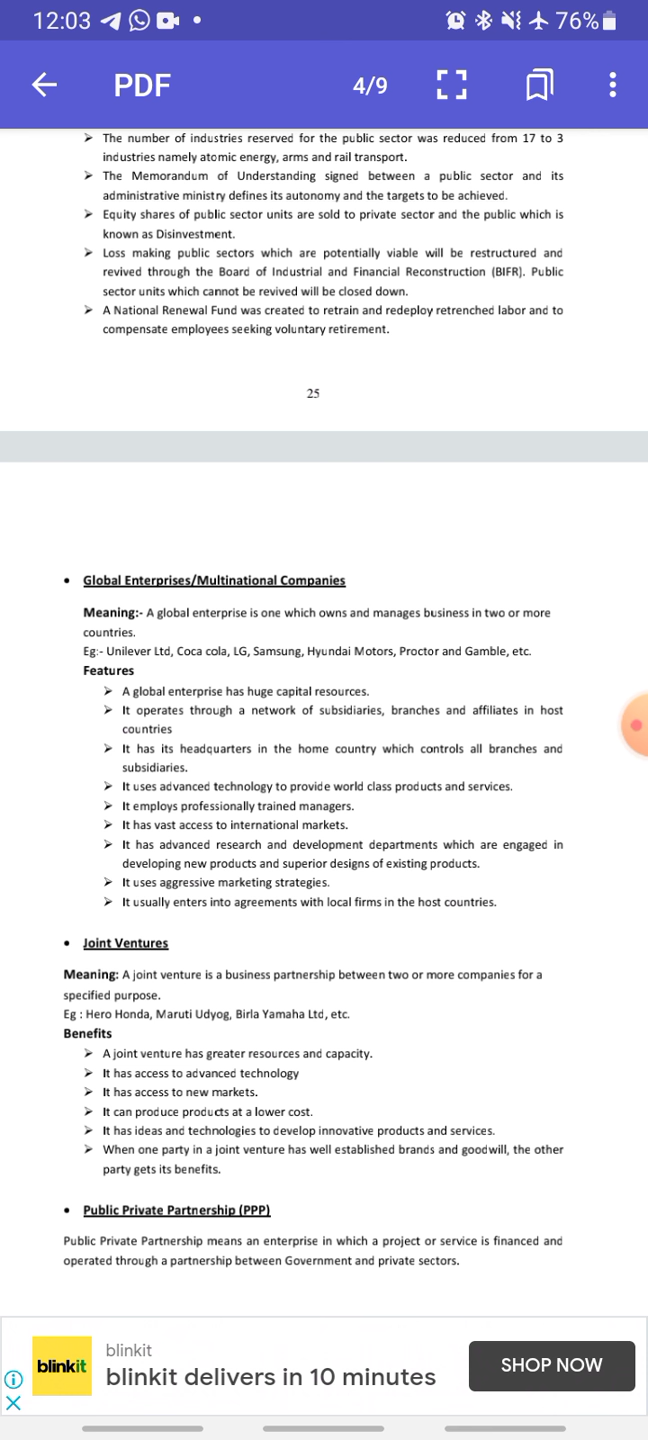 12:03
76%
PDF
4/9
➤ The number of industries reserved for the public sector was reduced from 17 to 3
industries namely atomic energy, arms and rail transport.
➤ The Memorandum of Understanding signed between a public sector and its
administrative ministry defines its autonomy and the targets to be achieved.
➤ Equity shares of public sector units are sold to private sector and the public which is
known as Disinvestment.
➤ Loss making public sectors which are potentially viable will be restructured and
revived through the Board of Industrial and Financial Reconstruction (BIFR). Public
sector units which cannot be revived will be closed down.
➤ A National Renewal Fund was created to retrain and redeploy retrenched labor and to
compensate employees seeking voluntary retirement.
25
• Global Enterprises/Multinational Companies
Meaning:- A global enterprise is one which owns and manages business in two or more
countries.
Eg:- Unilever Ltd, Coca cola, LG, Samsung, Hyundai Motors, Proctor and Gamble, etc.
Features
➤ A global enterprise has huge capital resources.
➤ It operates through a network of subsidiaries, branches and affiliates in host
countries
➤ It has its headquarters in the home country which controls all branches and
subsidiaries.
➤ It uses advanced technology to provide world class products and services.
➤ It employs professionally trained managers.
➤ It has vast access to international markets.
➤ It has advanced research and development departments which are engaged in
developing new products and superior designs of existing products.
➤ It uses aggressive marketing strategies.
➤ It usually enters into agreements with local firms in the host countries.
• Joint Ventures
Meaning: A joint venture is a business partnership between two or more companies for a
specified purpose.
Eg : Hero Honda, Maruti Udyog, Birla Yamaha Ltd, etc.
Benefits
➤ A joint venture has greater resources and capacity.
➤ It has access to advanced technology
➤ It has access to new markets.
➤ It can produce products at a lower cost.
➤ It has ideas and technologies to develop innovative products and services.
➤ When one party in a joint venture has well established brands and goodwill, the other
party gets its benefits.
• Public Private Partnership (PPP)
Public Private Partnership means an enterprise in which a project or service is financed and
operated through a partnership between Government and private sectors.
blinkit
blinkit
blinkit delivers in 10 minutes
SHOP NOW